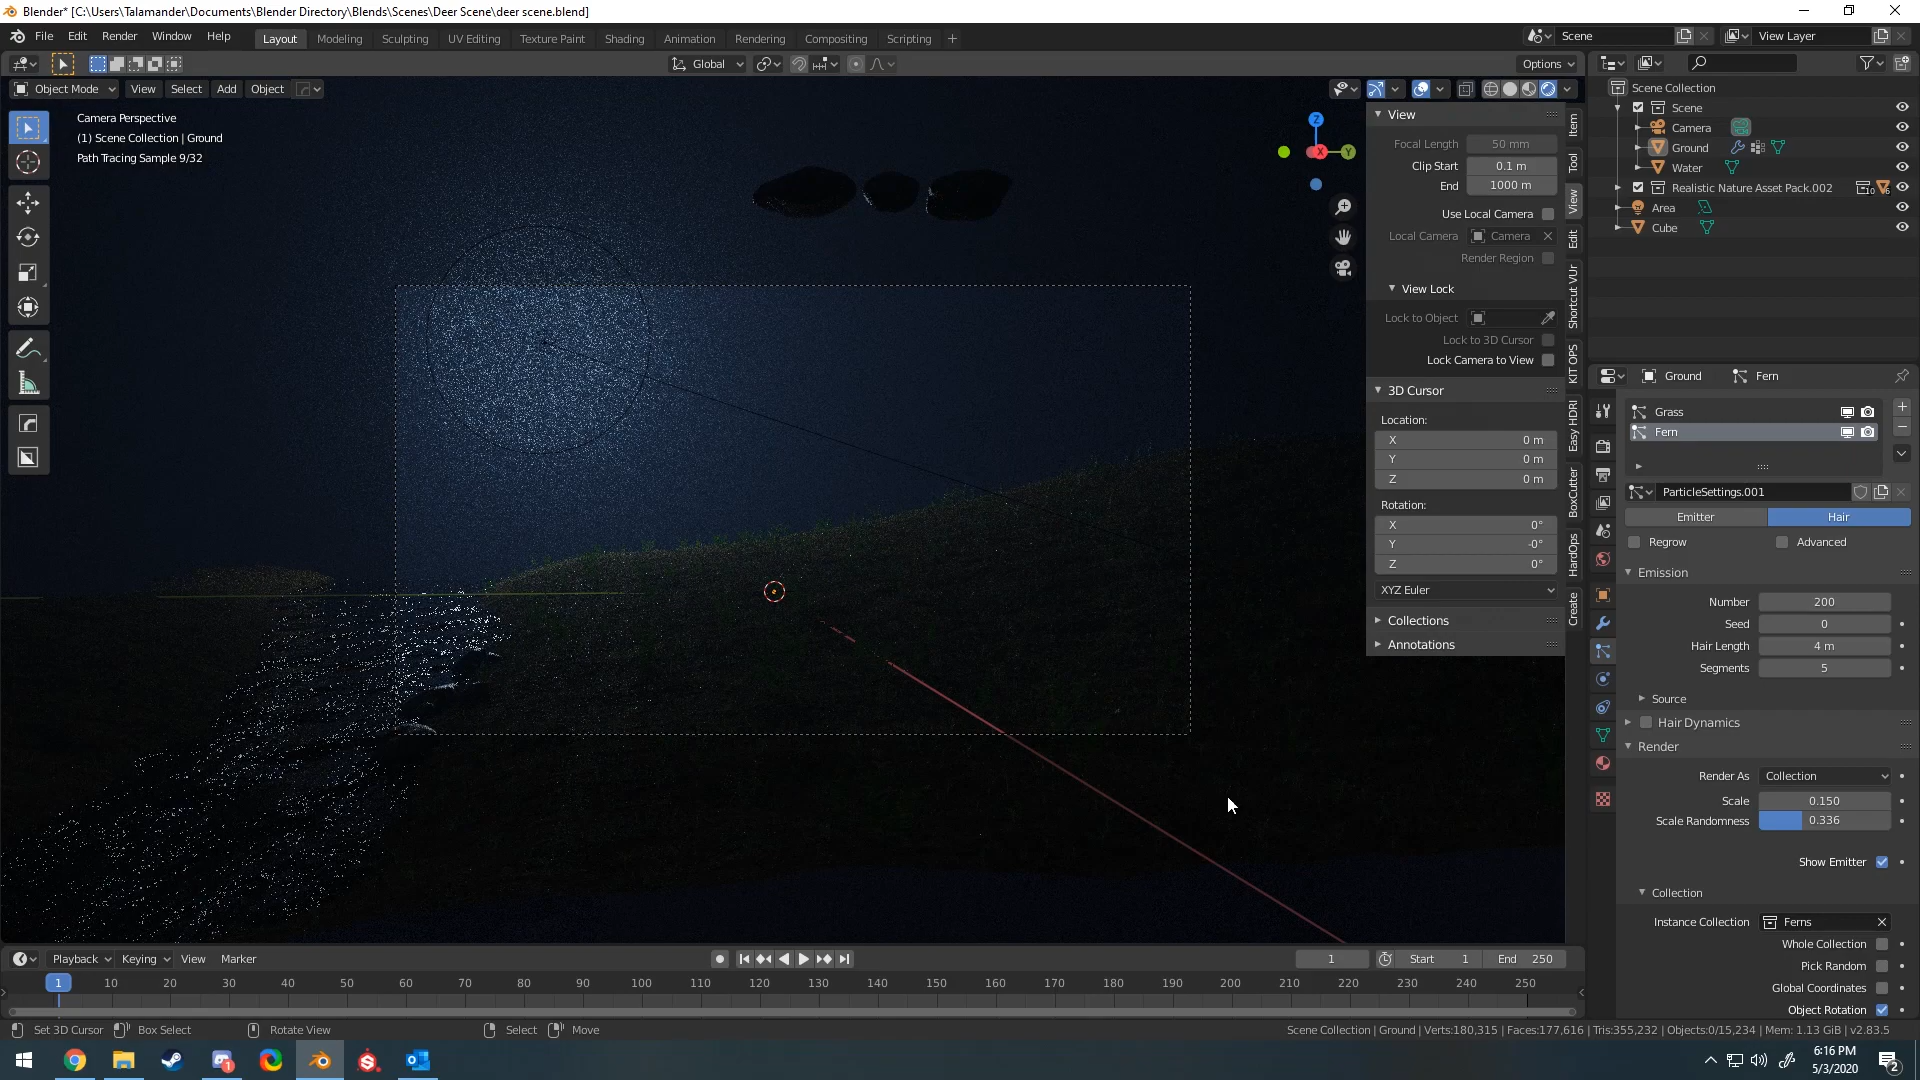 Blender* [C:\Users\Talamander\Documents\Blender Directory\Blends\Scenes\Deer Scene\deer scene.blend]
File Edit Render Window Help Layout Modeling Sculpting UV Editing Texture Paint Shading Animation Rendering Compositing Scripting + Scene View Layer
Global Options
Object Mode View Select Add Object
Camera Perspective
(1) Scene Collection | Ground
Path Tracing Sample 9/32
Z
X
Y
View
Focal Length 50 mm
Clip Start 0.1 m
End 1000 m
Use Local Camera
Local Camera Camera
Render Region
View Lock
Lock to Object
Lock to 3D Cursor
Lock Camera to View
3D Cursor
Location:
X 0 m
Y 0 m
Z 0 m
Rotation:
X 0°
Y -0°
Z 0°
XYZ Euler
Collections
Annotations
Item
Tool
View
Edit
Shortcut VUr
KIT OPS
Easy HDRI
BoxCutter
HardOps
Create
Scene Collection
Scene
Camera
Ground
Water
Realistic Nature Asset Pack.002 10 6
Area
Cube
Ground Fern
Grass
Fern
ParticleSettings.001
Emitter Hair
Regrow Advanced
Emission
Number 200
Seed 0
Hair Length 4 m
Segments 5
Source
Hair Dynamics
Render
Render As Collection
Scale 0.150
Scale Randomness 0.336
Show Emitter
Collection
Instance Collection Ferns
Whole Collection
Pick Random
Global Coordinates
Object Rotation
Playback Keying View Marker 1 Start 1 End 250
1 10 20 30 40 50 60 70 80 90 100 110 120 130 140 150 160 170 180 190 200 210 220 230 240 250
Set 3D Cursor Box Select Rotate View Select Move Scene Collection | Ground | Verts:180,315 | Faces:177,616 | Tris:355,232 | Objects:0/15,234 | Mem: 1.13 GiB | v2.83.5
1
6:16 PM
5/3/2020
2